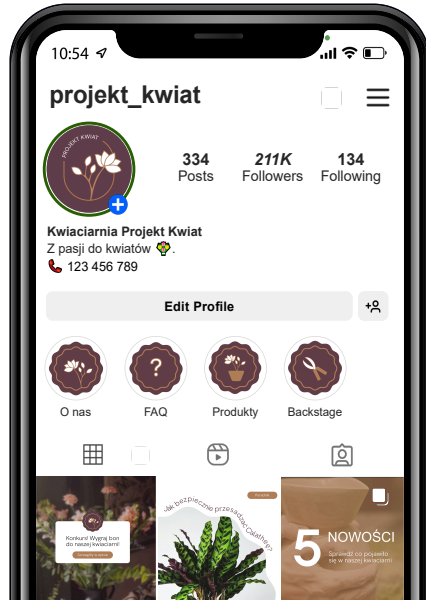 10:54
projekt_kwiat
PROJEKT KWIAT
334
Posts
211K
Followers
134
Following
Kwiaciarnia Projekt Kwiat
Z pasji do kwiatów 💐.
📞 123 456 789
Edit Profile
?
O nas
FAQ
Produkty
Backstage
Konkurs! Wygraj bon
do naszej kwiaciarni!
Jak bezpiecznie przesadzać Calatheę?
5 NOWOŚCI
Sprawdź co pojawiło
się w naszej kwiaciarni